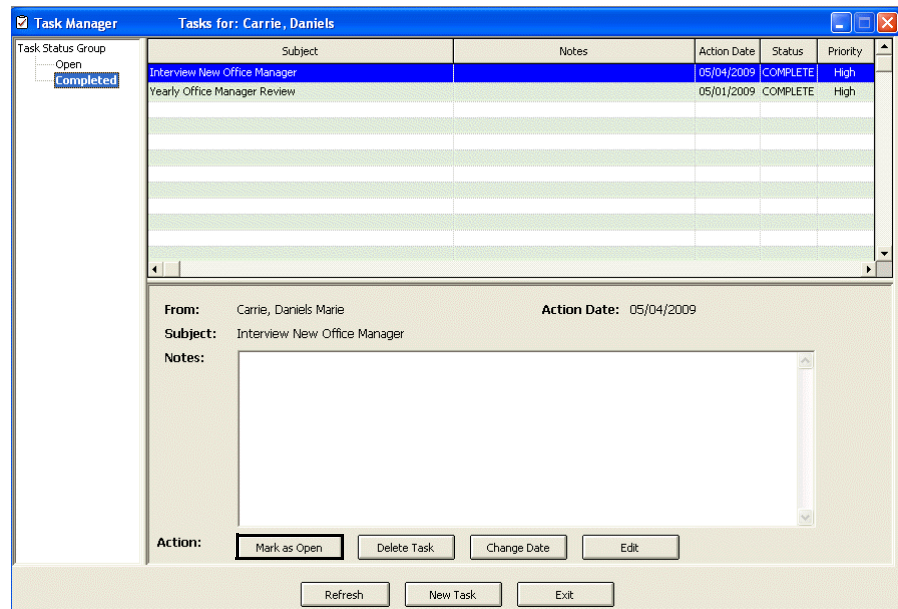 Task Manager Tasks for: Carrie, Daniels
Task Status Group
Open
Completed
Subject Notes Action Date Status Priority
Interview New Office Manager 05/04/2009 COMPLETE High
Yearly Office Manager Review 05/01/2009 COMPLETE High
From: Carrie, Daniels Marie Action Date: 05/04/2009
Subject: Interview New Office Manager
Notes:
Action: Mark as Open Delete Task Change Date Edit
Refresh New Task Exit